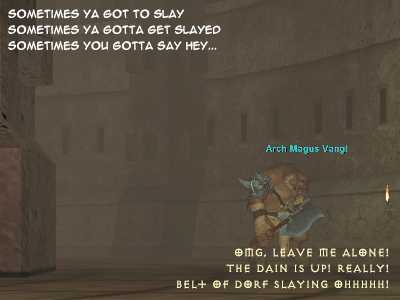 SOMETIMES YA GOT TO SLAY
SOMETIMES YA GOTTA GET SLAYED
SOMETIMES YOU GOTTA SAY HEY...
Arch Magus Vangl
OMG, LEAVE ME ALONE!
THE DAIN IS UP! REALLY!
BELT OF DORF SLAYING OHHHHH!